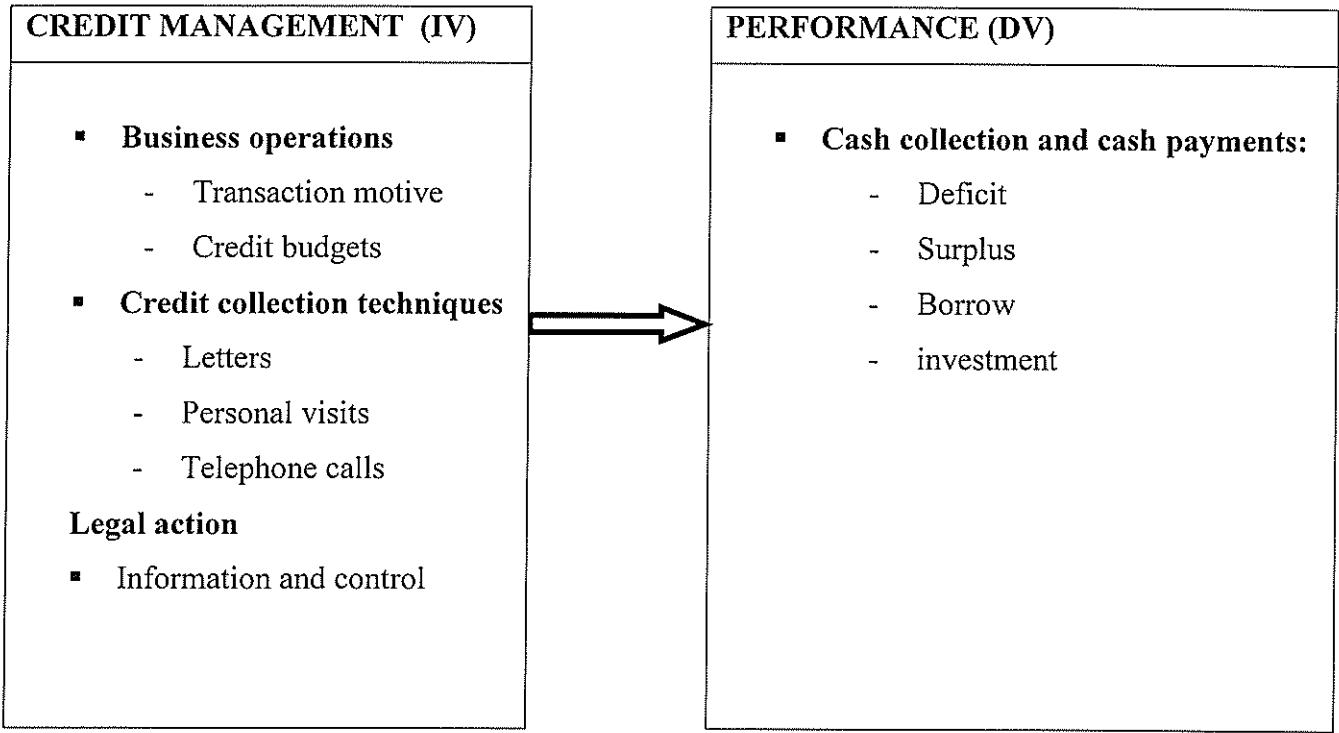 CREDIT MANAGEMENT (IV)
▪ Business operations
- Transaction motive
- Credit budgets
▪ Credit collection techniques
- Letters
- Personal visits
- Telephone calls
Legal action
▪ Information and control
PERFORMANCE (DV)
▪ Cash collection and cash payments:
- Deficit
- Surplus
- Borrow
- investment